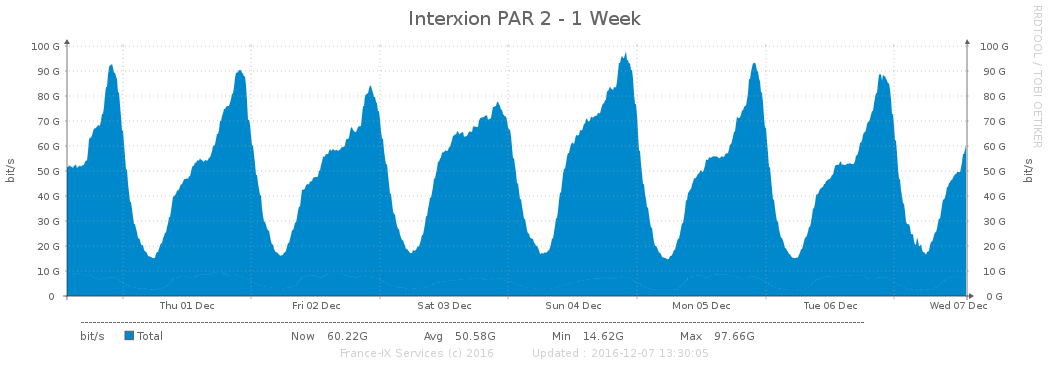 Interxion PAR 2 - 1 Week
RRDTOOL / TOBI OETIKER
100 G 100 G
90 G 90 G
80 G 80 G
70 G 70 G
60 G 60 G
50 G 50 G
40 G 40 G
30 G 30 G
20 G 20 G
10 G 10 G
0 0 G
bit/s
bit/s
Thu 01 Dec Fri 02 Dec Sat 03 Dec Sun 04 Dec Mon 05 Dec Tue 06 Dec Wed 07 Dec
bit/s Total Now 60.22G Avg 50.58G Min 14.62G Max 97.66G
France-IX Services (c) 2016 Updated : 2016-12-07 13:30:05